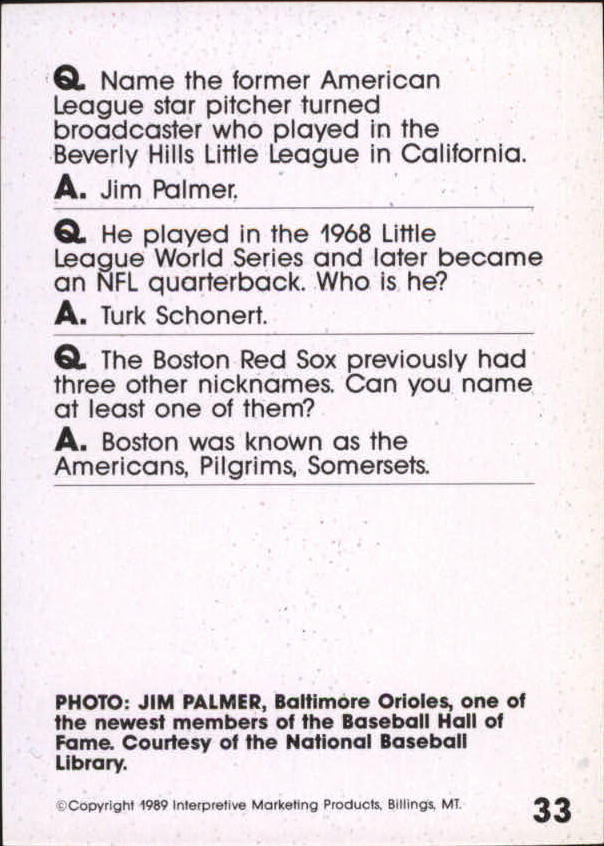 Q. Name the former American
League star pitcher turned
broadcaster who played in the
Beverly Hills Little League in California.
A. Jim Palmer.
Q. He played in the 1968 Little
League World Series and later became
an NFL quarterback. Who is he?
A. Turk Schonert.
Q. The Boston Red Sox previously had
three other nicknames. Can you name
at least one of them?
A. Boston was known as the
Americans, Pilgrims, Somersets.
PHOTO: JIM PALMER, Baltimore Orioles, one of
the newest members of the Baseball Hall of
Fame. Courtesy of the National Baseball
Library.
©Copyright 1989 Interpretive Marketing Products, Billings, MT.
33